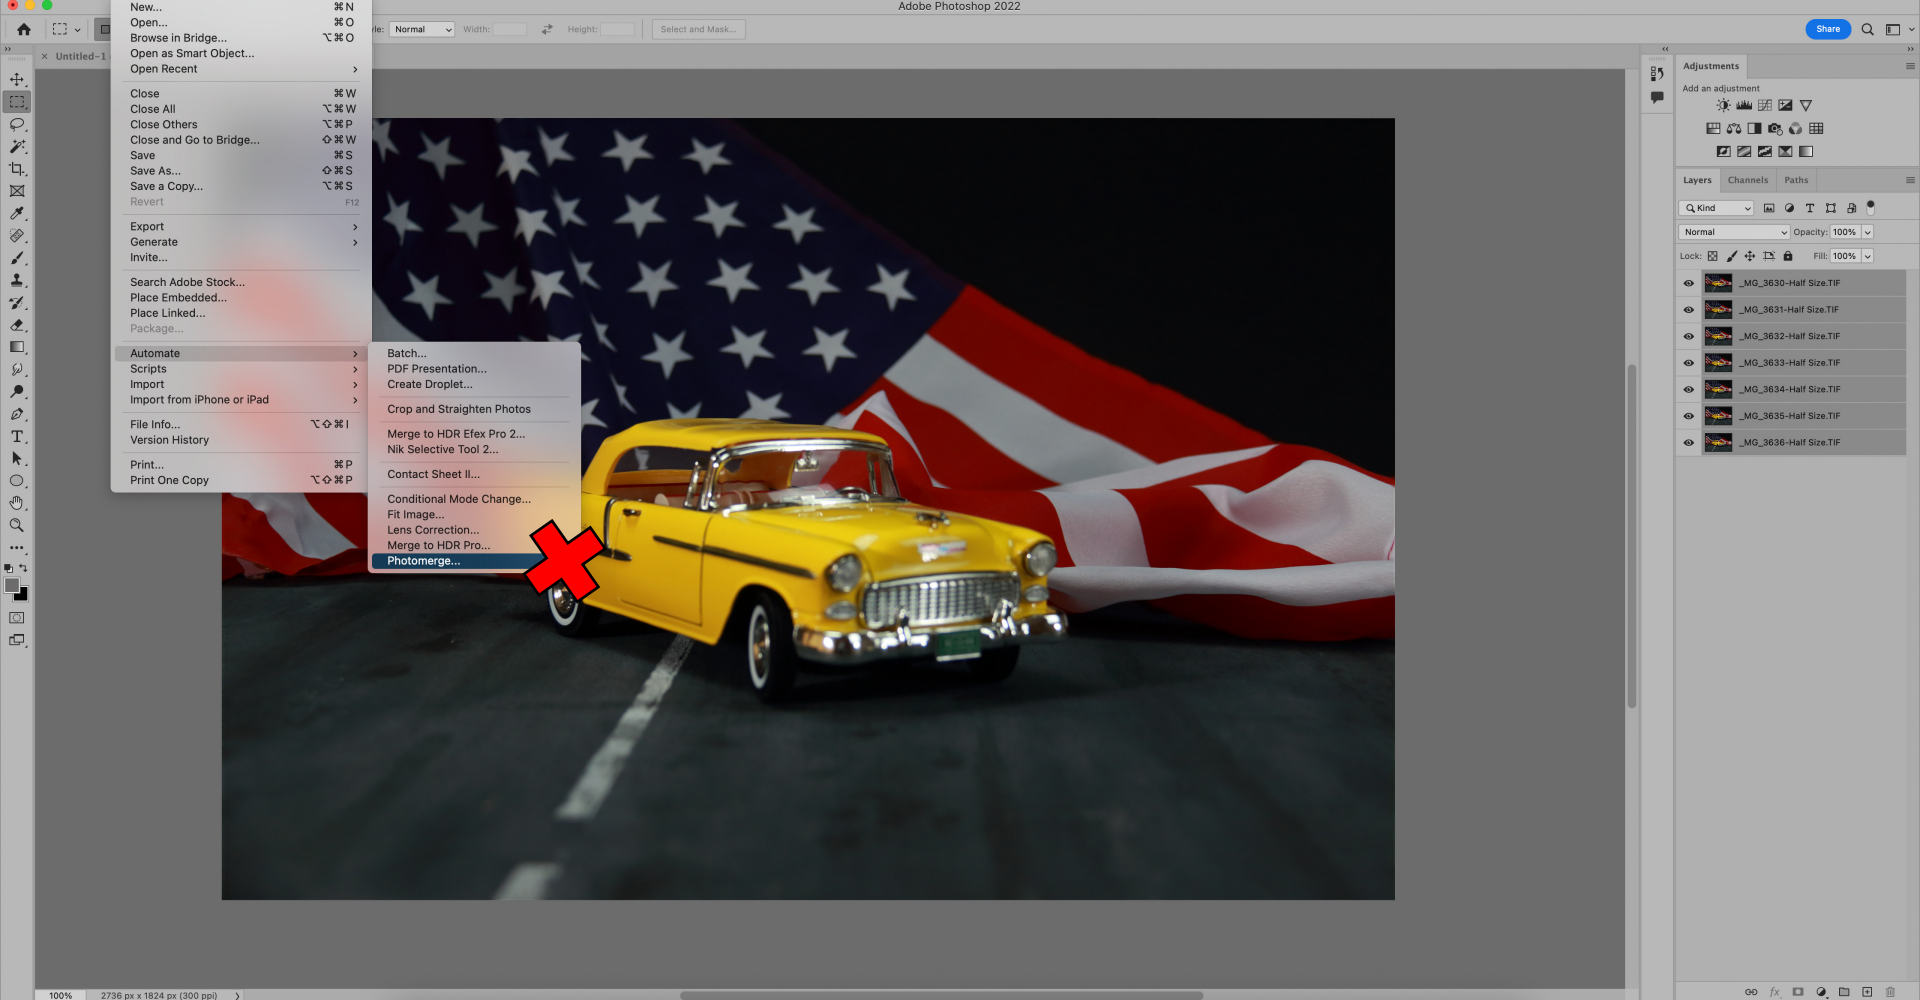 Adobe Photoshop 2022
New... ⌘N
Open... ⌘O
Browse in Bridge... ⌥⌘O
Open as Smart Object...
Open Recent >
Close ⌘W
Close All ⌥⌘W
Close Others ⌥⌘P
Close and Go to Bridge... ⇧⌘W
Save ⌘S
Save As... ⇧⌘S
Save a Copy... ⌥⌘S
Revert F12
Export >
Generate >
Invite...
Search Adobe Stock...
Place Embedded...
Place Linked...
Package...
Automate >
Scripts >
Import >
Import from iPhone or iPad >
File Info... ⌥⇧⌘I
Version History
Print... ⌘P
Print One Copy ⌥⇧⌘P
Batch...
PDF Presentation...
Create Droplet...
Crop and Straighten Photos
Merge to HDR Efex Pro 2...
Nik Selective Tool 2...
Contact Sheet II...
Conditional Mode Change...
Fit Image...
Lens Correction...
Merge to HDR Pro...
Photomerge...
Normal Width: Height: Select and Mask...
Share
× Untitled-1
Adjustments
Add an adjustment
Layers Channels Paths
Kind
Normal Opacity: 100%
Lock: Fill: 100%
_MG_3630-Half Size.TIF
_MG_3631-Half Size.TIF
_MG_3632-Half Size.TIF
_MG_3633-Half Size.TIF
_MG_3634-Half Size.TIF
_MG_3635-Half Size.TIF
_MG_3636-Half Size.TIF
fx
100% 2736 px x 1824 px (300 ppi) >